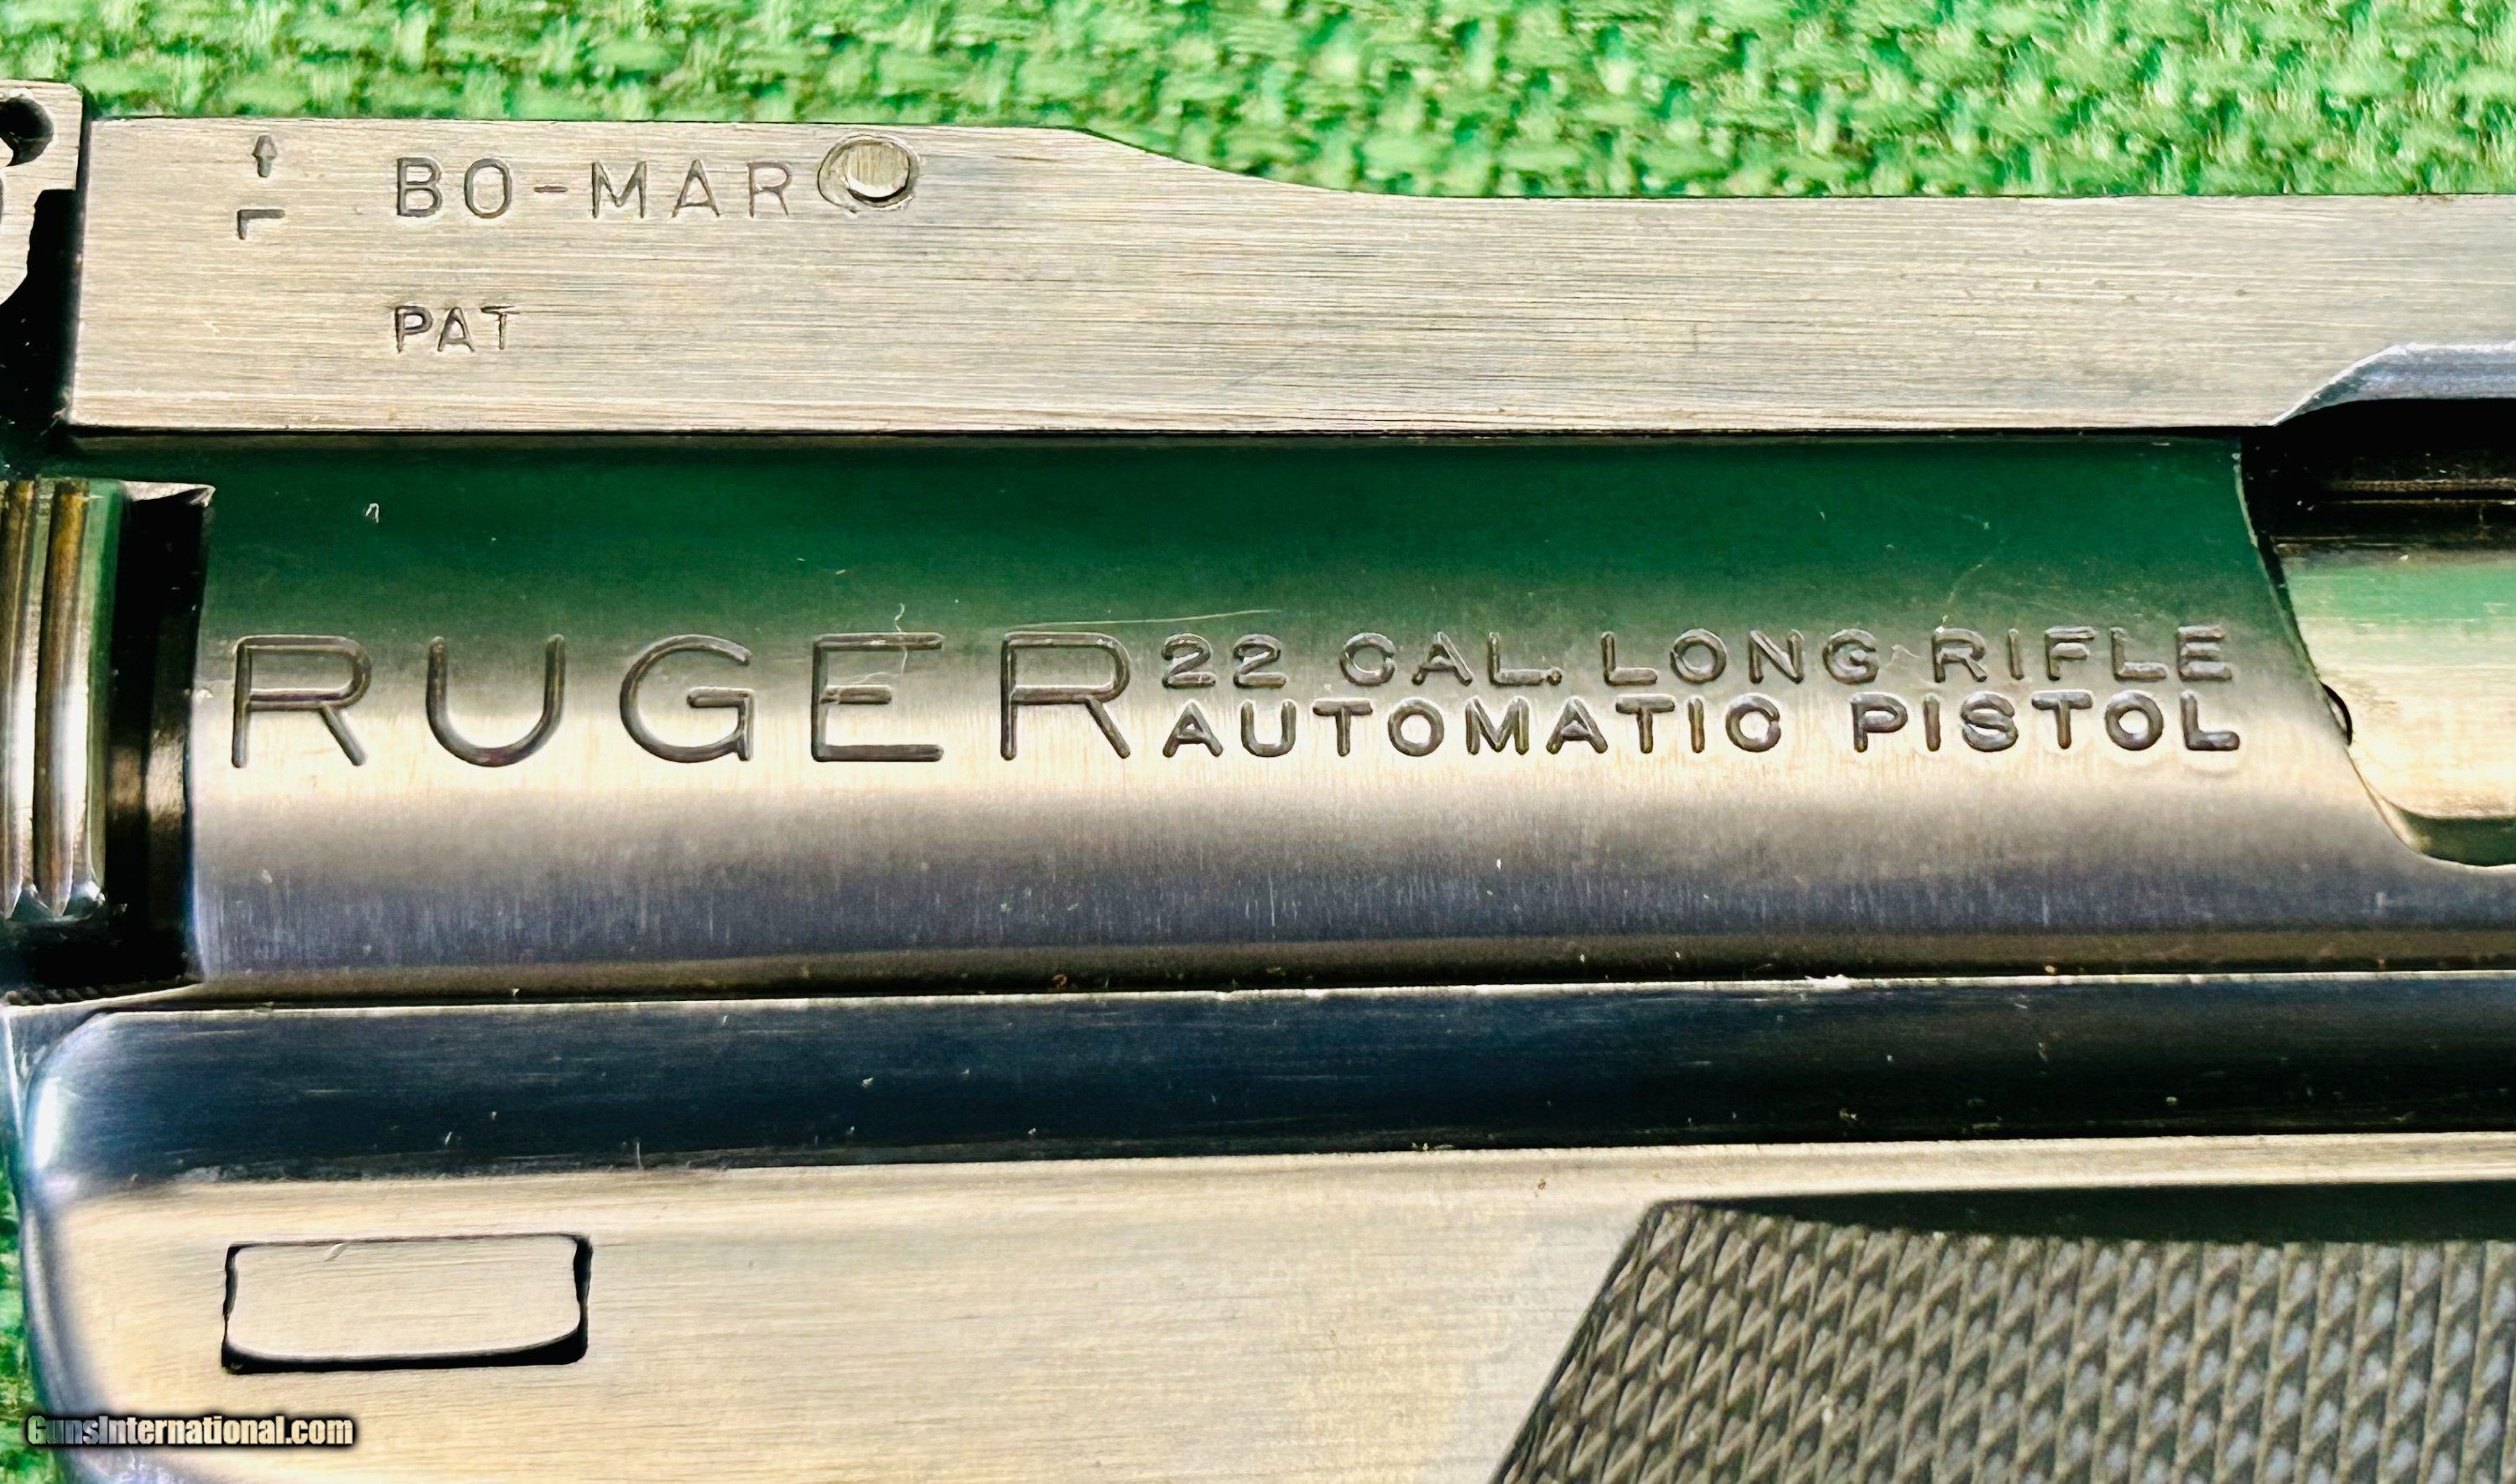 BO-MAR
L
PAT
RUGER 22 CAL. LONG RIFLE
AUTOMATIC PISTOL
GunsInternational.com